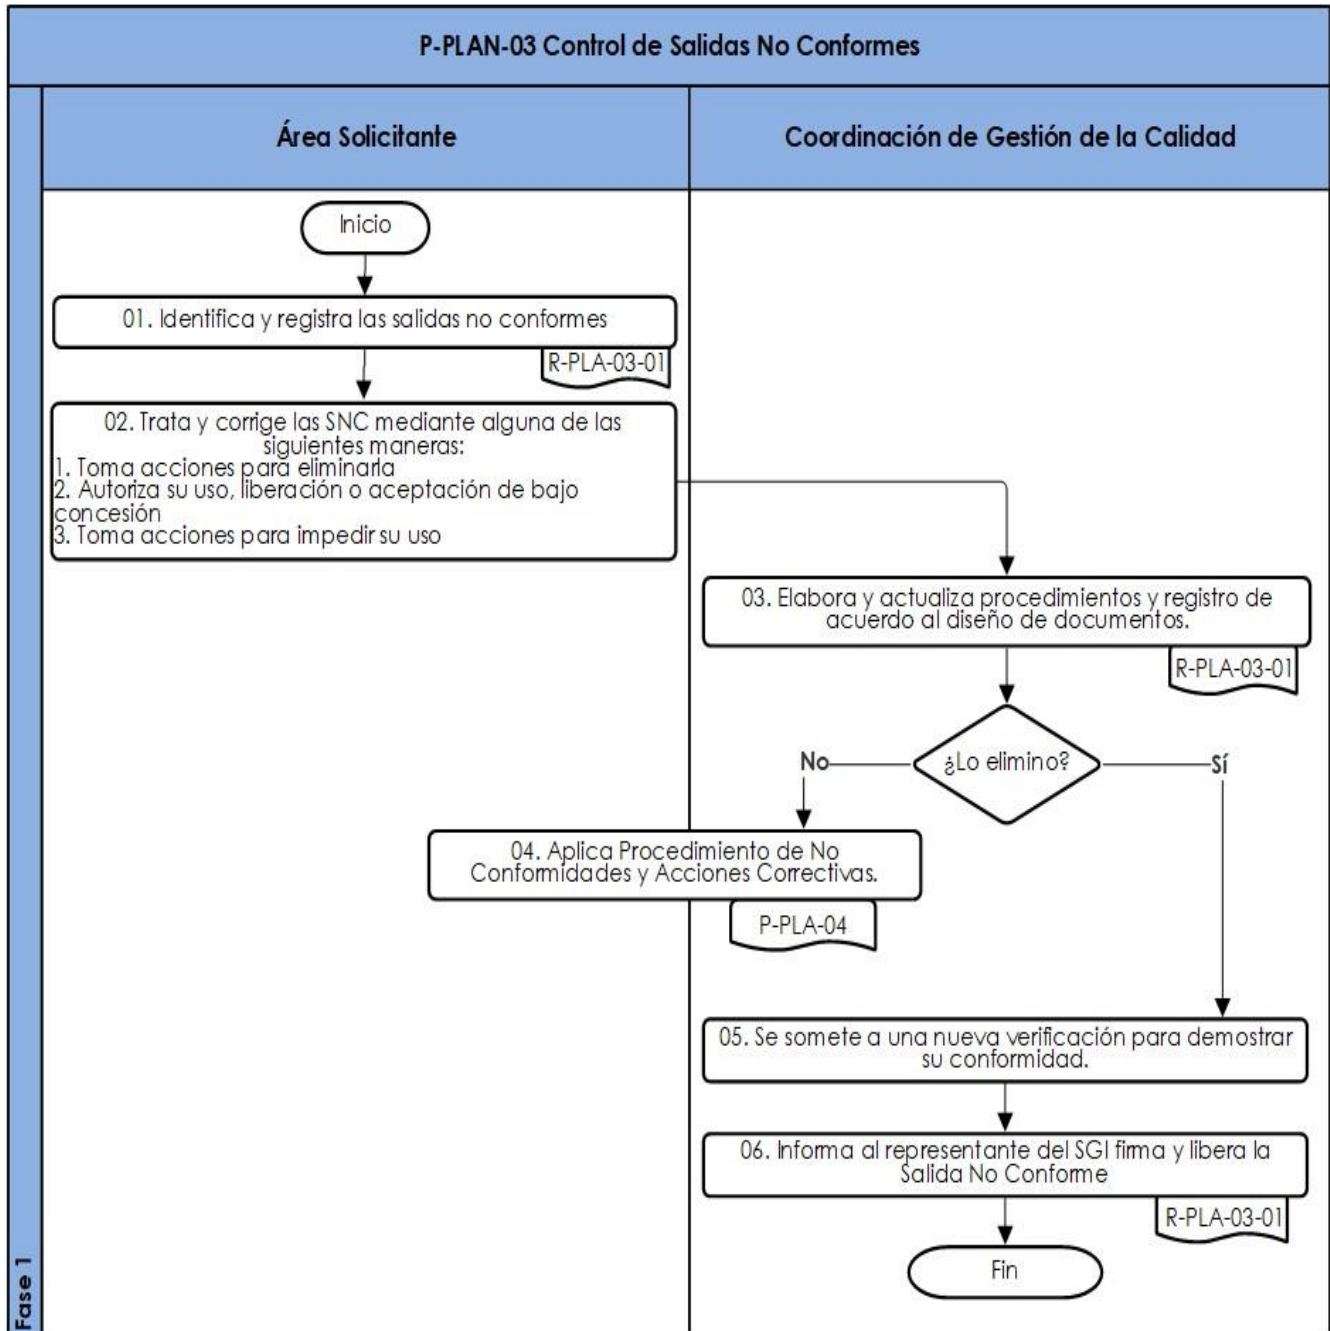 P-PLAN-03 Control de Salidas No Conformes
Área Solicitante
Coordinación de Gestión de la Calidad
Inicio
01. Identifica y registra las salidas no conformes
R-PLA-03-01
02. Trata y corrige las SNC mediante alguna de las
siguientes maneras:
1. Toma acciones para eliminarla
2. Autoriza su uso, liberación o aceptación de bajo
concesión
3. Toma acciones para impedir su uso
03. Elabora y actualiza procedimientos y registro de
acuerdo al diseño de documentos.
R-PLA-03-01
¿Lo elimino?
No
Sí
04. Aplica Procedimiento de No
Conformidades y Acciones Correctivas.
P-PLA-04
05. Se somete a una nueva verificación para demostrar
su conformidad.
06. Informa al representante del SGI firma y libera la
Salida No Conforme
R-PLA-03-01
Fin
Fase 1